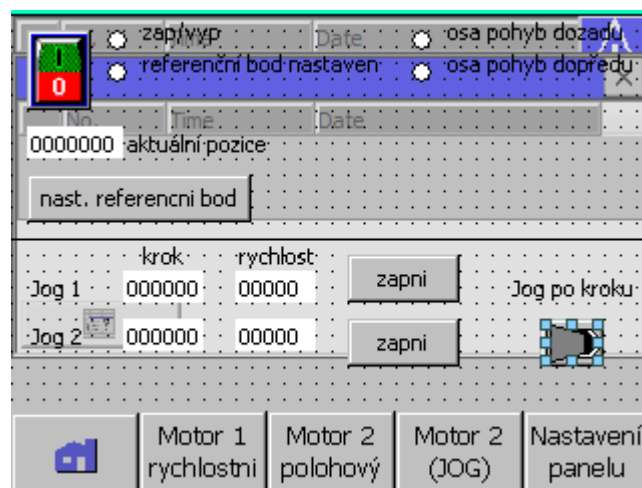 zap/vyp Time Date osa pohyb dozadu
I
0
referenční bod nastaven osa pohyb dopředu
No. Time Date
0000000 aktuální pozice
nast. referencni bod
krok rychlost
Jog 1 000000 00000 zapni Jog po kroku
Jog 2 000000 00000 zapni
Motor 1 rychlostni
Motor 2 polohový
Motor 2 (JOG)
Nastavení panelu